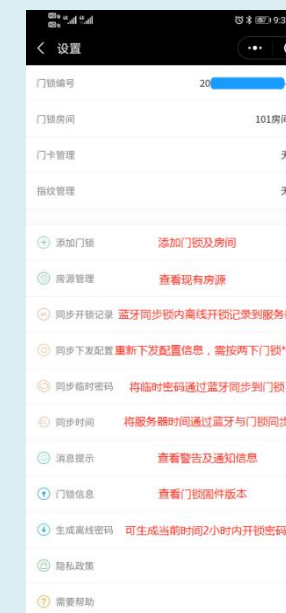 9:3
设置
门锁编号 20
门锁房间 101房间
门卡管理 无
指纹管理 无
添加门锁 添加门锁及房间
房源管理 查看现有房源
同步开锁记录 蓝牙同步锁内离线开锁记录到服务
同步下发配置 重新下发配置信息，需按两下门锁*
同步临时密码 将临时密码通过蓝牙同步到门锁
同步时间 将服务器时间通过蓝牙与门锁同步
消息提示 查看警告及通知信息
门锁信息 查看门锁固件版本
生成离线密码 可生成当前时间2小时内开锁密码
隐私政策
需要帮助